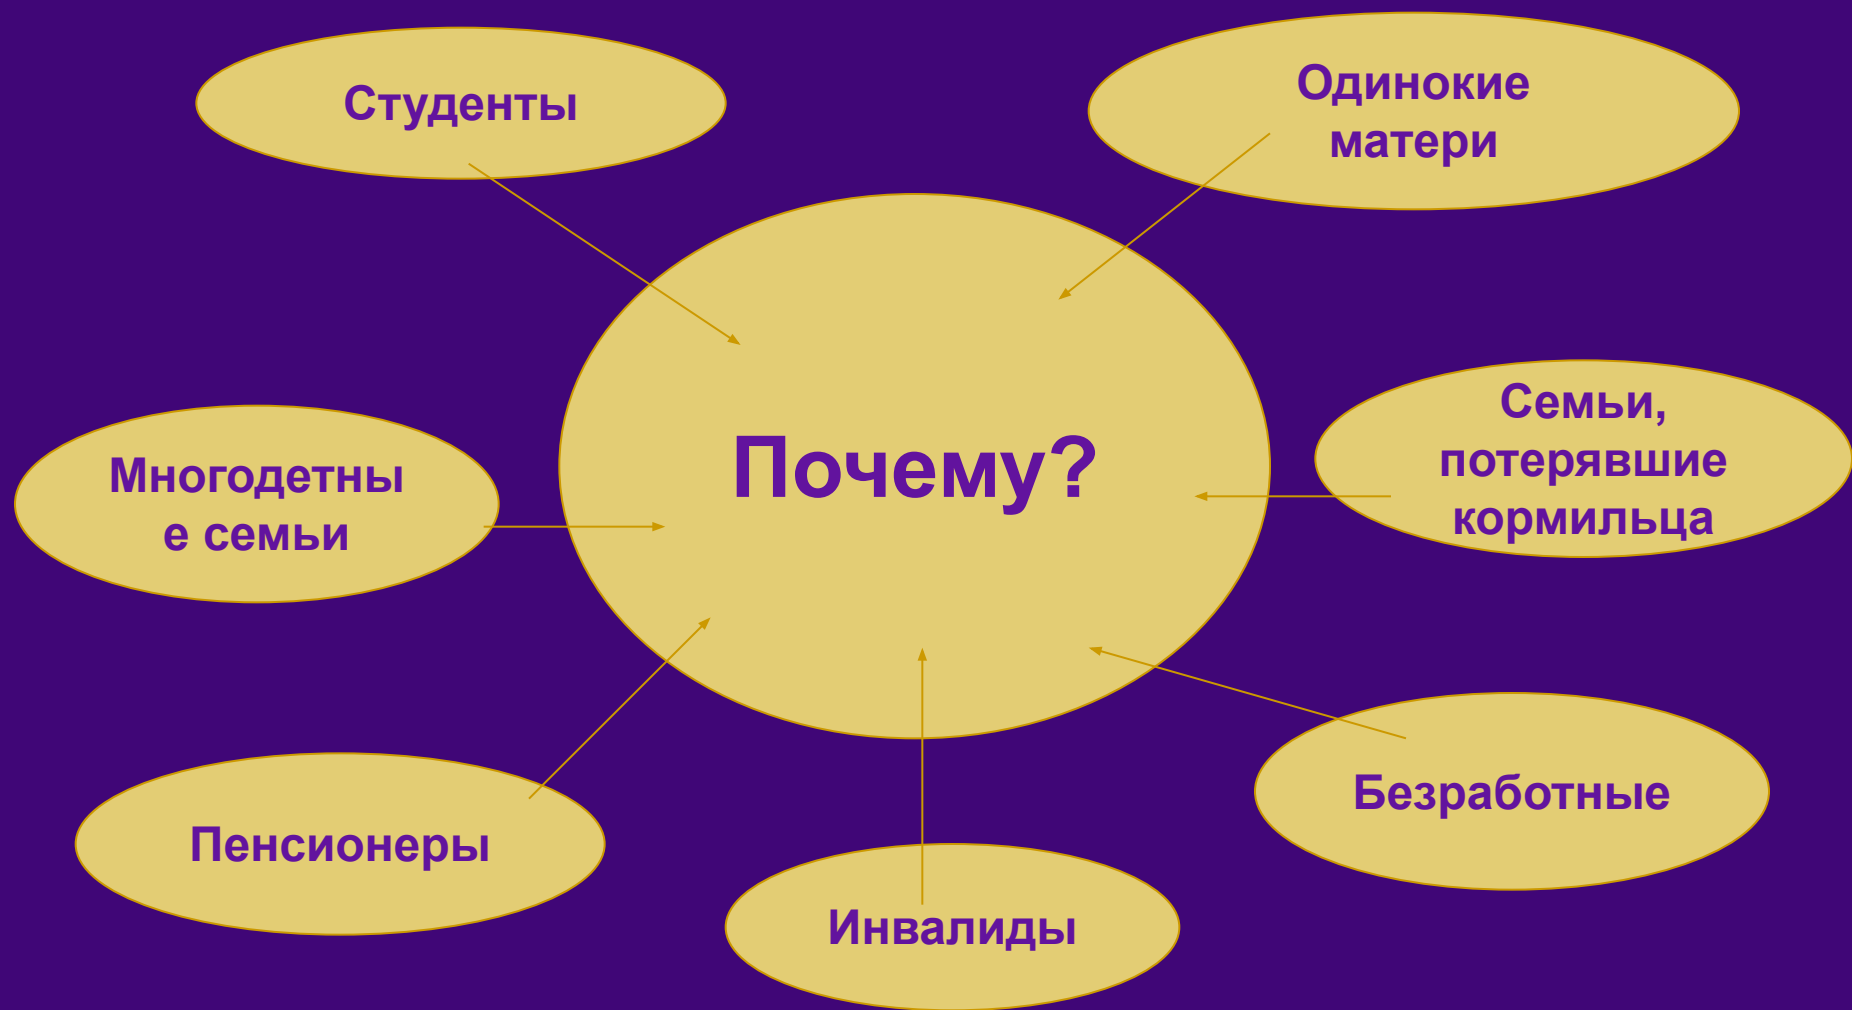 Студенты
Одинокие
матери
Почему?
Семьи,
потерявшие
кормильца
Многодетны
е семьи
Безработные
Пенсионеры
Инвалиды